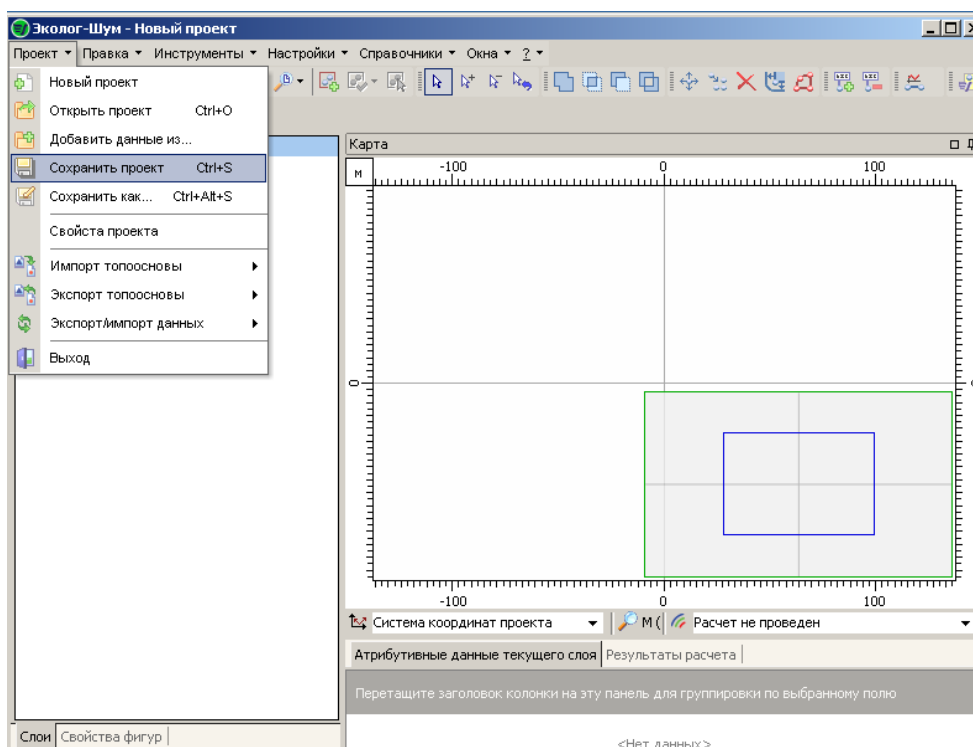 Эколог-Шум - Новый проект
Проект Правка Инструменты Настройки Справочники Окна ?
Новый проект
Открыть проект Ctrl+O
Добавить данные из...
Сохранить проект Ctrl+S
Сохранить как... Ctrl+Alt+S
Свойста проекта
Импорт топоосновы
Экспорт топоосновы
Экспорт/импорт данных
Выход
Карта
м -100 0 100
0
-100 0 100
Система координат проекта М ( Расчет не проведен
Атрибутивные данные текущего слоя Результаты расчета
Перетащите заголовок колонки на эту панель для группировки по выбранному полю
<Нет данных>
Слои Свойства фигур